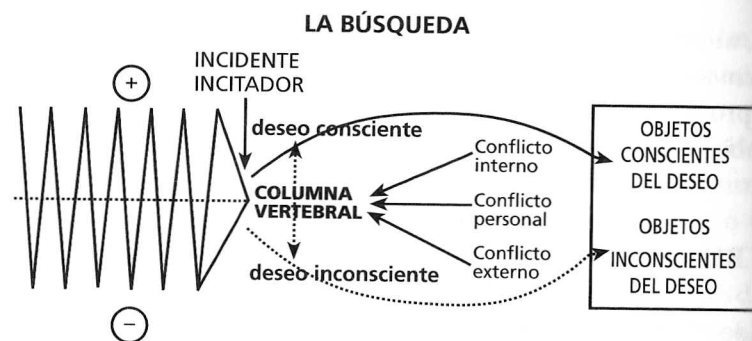 LA BÚSQUEDA
INCIDENTE
INCITADOR
+
deseo consciente
Conflicto
interno
OBJETOS
CONSCIENTES
DEL DESEO
COLUMNA
VERTEBRAL
Conflicto
personal
OBJETOS
INCONSCIENTES
DEL DESEO
Conflicto
externo
deseo inconsciente
−